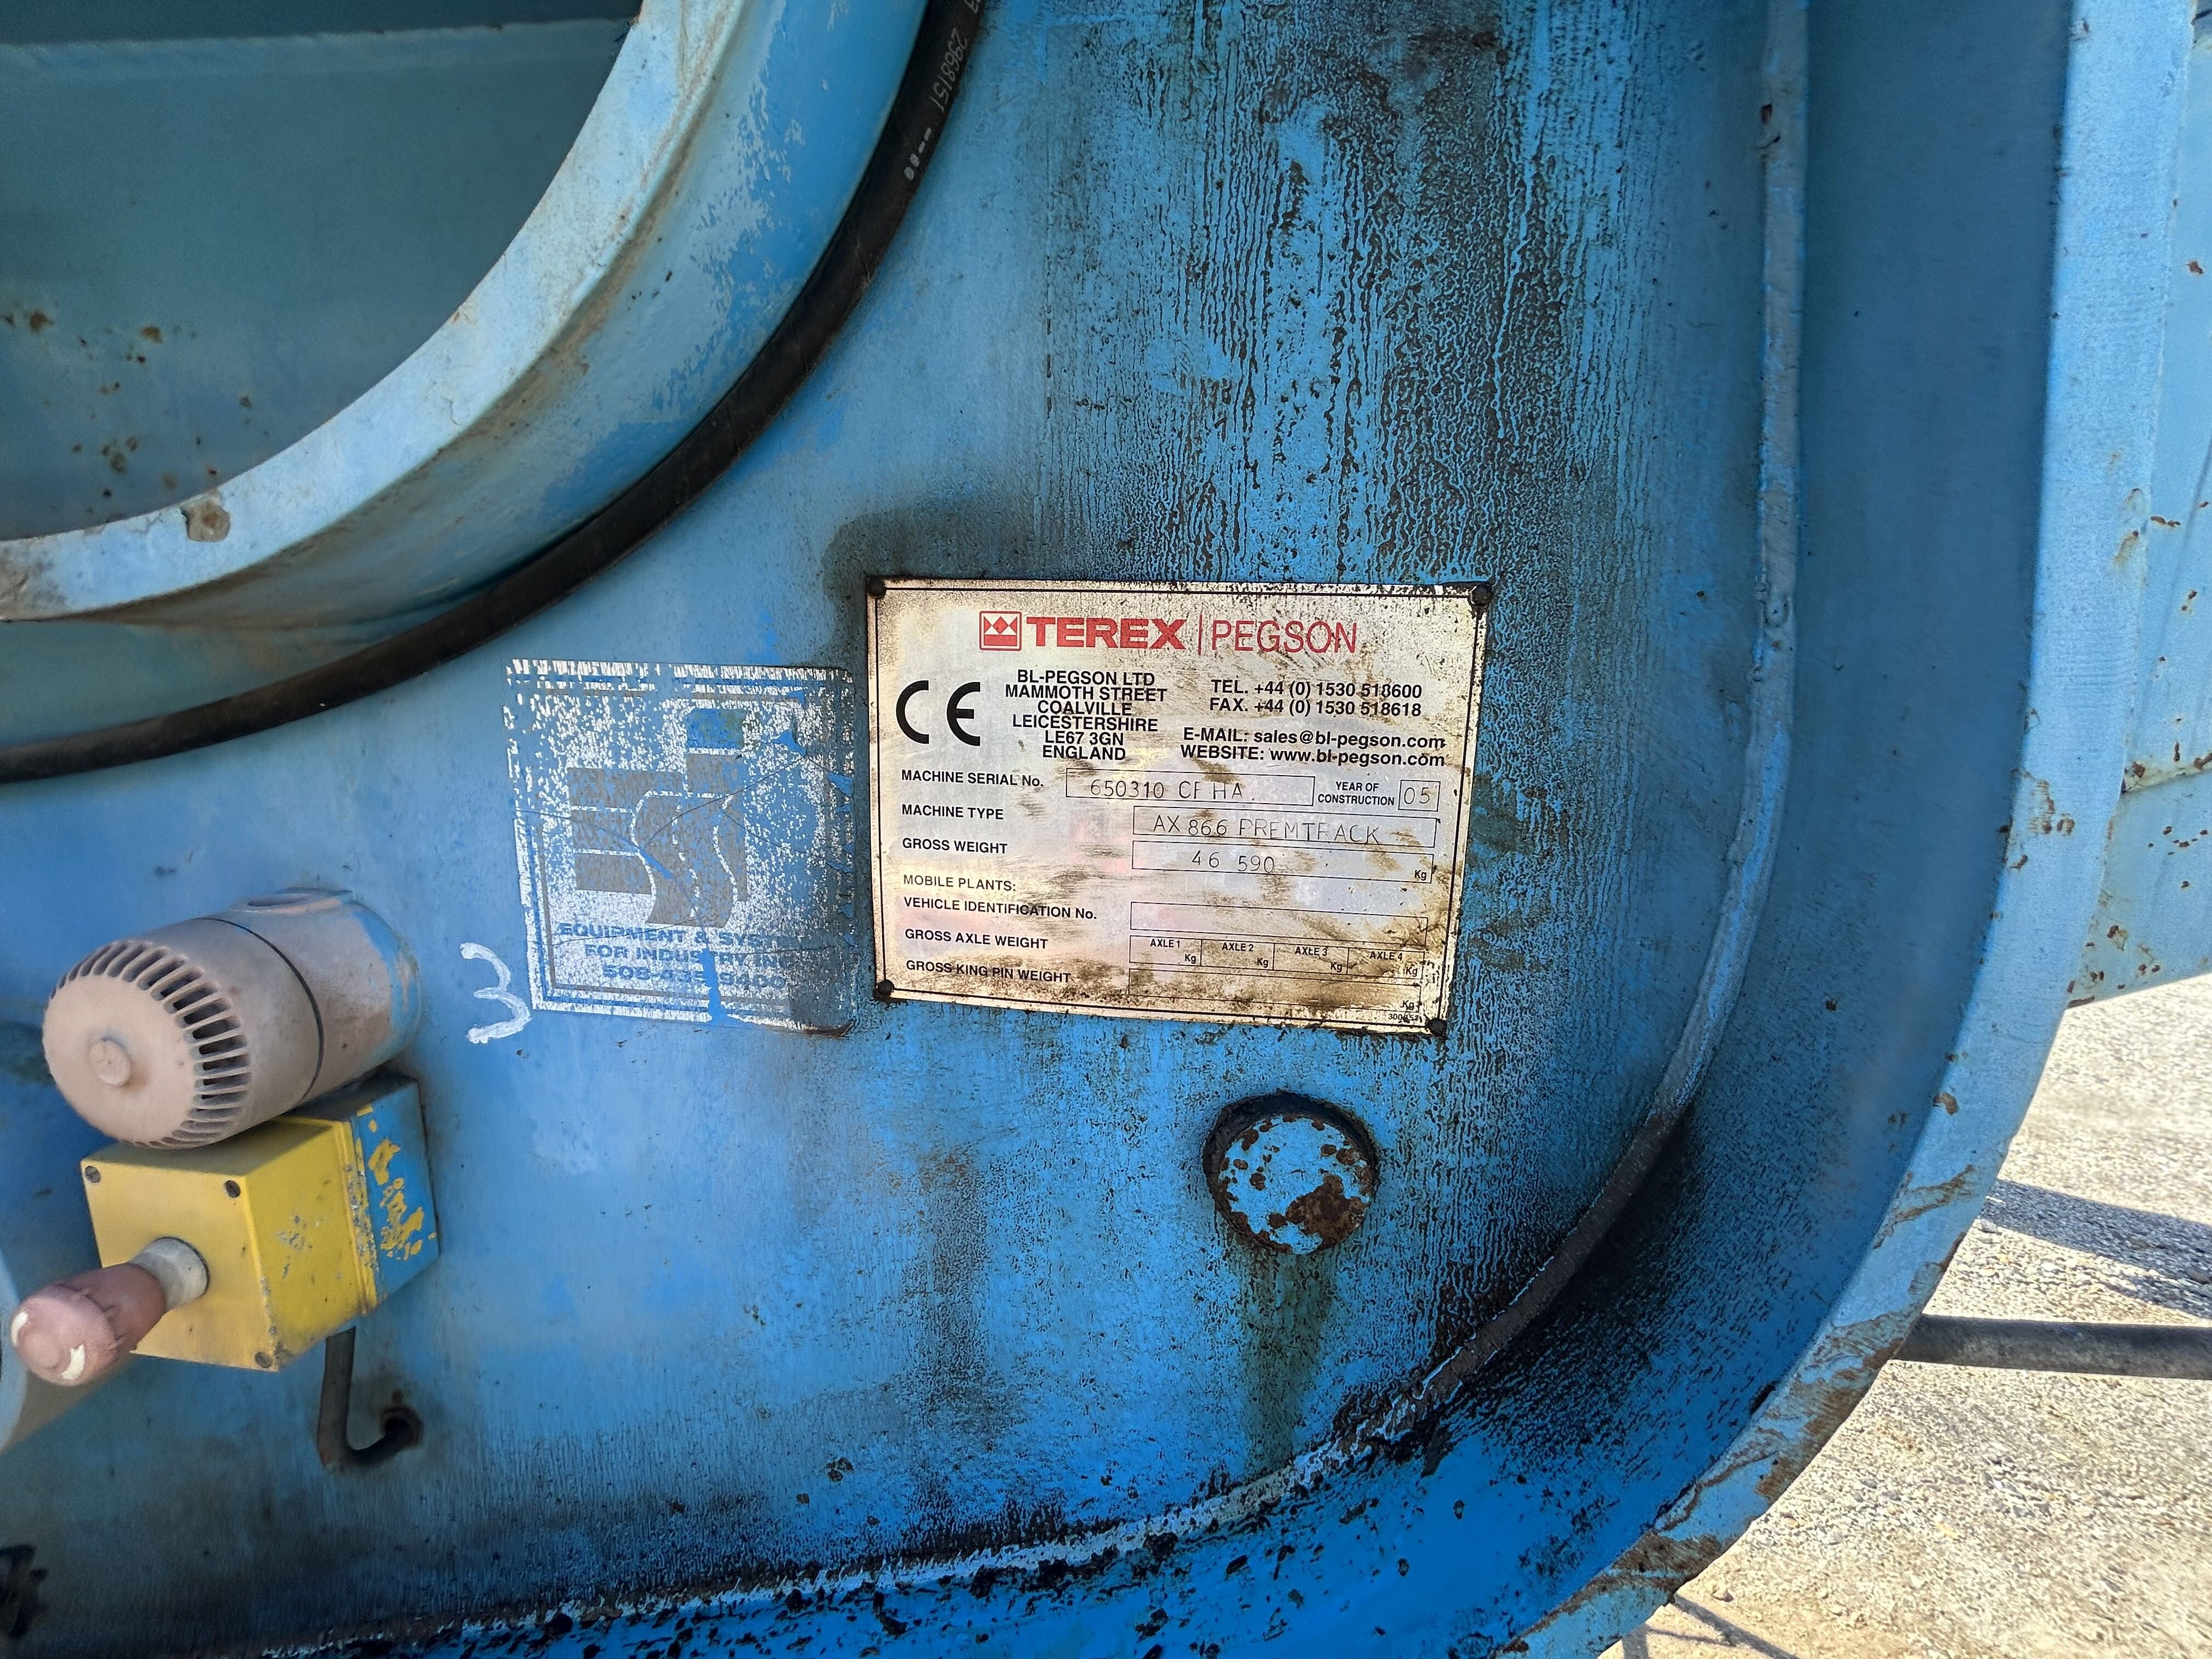 2968151
TEREX | PEGSON
CE
BL-PEGSON LTD
MAMMOTH STREET
COALVILLE
LEICESTERSHIRE
LE67 3GN
ENGLAND
TEL. +44 (0) 1530 518600
FAX. +44 (0) 1530 518618
E-MAIL: sales@bl-pegson.com
WEBSITE: www.bl-pegson.com
MACHINE SERIAL No. 650310 CF HA
YEAR OF CONSTRUCTION 05
MACHINE TYPE AX 866 PREMTRACK
GROSS WEIGHT 46 590 Kg
MOBILE PLANTS:
VEHICLE IDENTIFICATION No.
GROSS AXLE WEIGHT AXLE 1 Kg AXLE 2 Kg AXLE 3 Kg AXLE 4 Kg
GROSS KING PIN WEIGHT Kg
EQUIPMENT &
FOR INDUSTRY
3